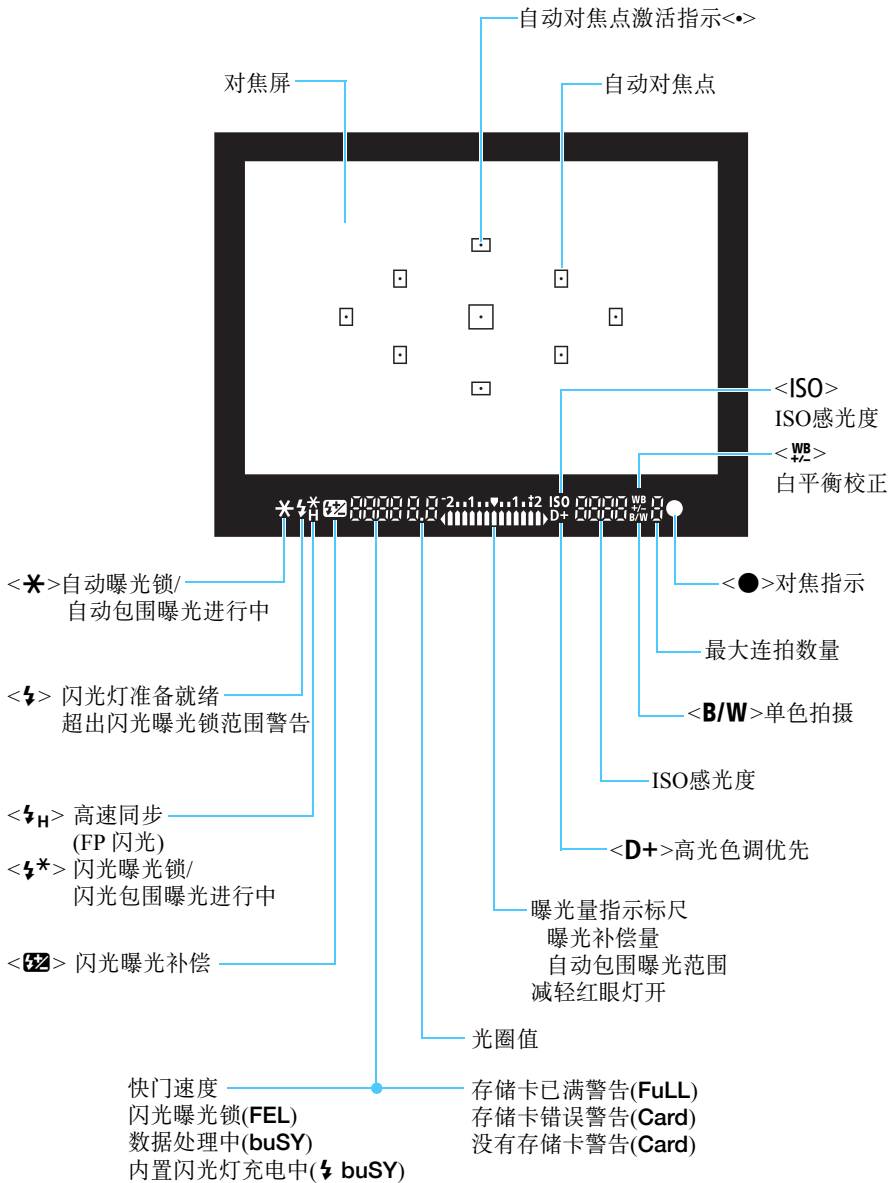 自动对焦点激活指示<•>
对焦屏
自动对焦点
-2..1..▼..1..+2 ISO WB +/-
D+ B/W
<ISO>
ISO感光度
<WB +/->
白平衡校正
<✱>自动曝光锁/
自动包围曝光进行中
<●>对焦指示
最大连拍数量
<⚡> 闪光灯准备就绪
超出闪光曝光锁范围警告
<B/W>单色拍摄
ISO感光度
<⚡H> 高速同步
(FP 闪光)
<D+>高光色调优先
<⚡*> 闪光曝光锁/
闪光包围曝光进行中
曝光量指示标尺
曝光补偿量
自动包围曝光范围
减轻红眼灯开
<⚡±> 闪光曝光补偿
光圈值
快门速度
闪光曝光锁(FEL)
数据处理中(buSY)
内置闪光灯充电中(⚡ buSY)
存储卡已满警告(FuLL)
存储卡错误警告(Card)
没有存储卡警告(Card)